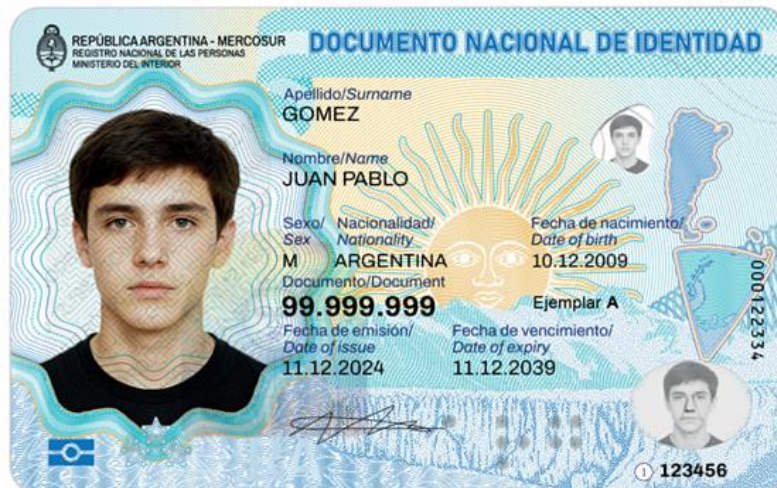 REPÚBLICA ARGENTINA - MERCOSUR
REGISTRO NACIONAL DE LAS PERSONAS
MINISTERIO DEL INTERIOR
DOCUMENTO NACIONAL DE IDENTIDAD
Apellido/Surname
GOMEZ
Nombre/Name
JUAN PABLO
Sexo/ Nacionalidad/ Fecha de nacimiento/
Sex Nationality Date of birth
M ARGENTINA 10.12.2009
Documento/Document
99.999.999 Ejemplar A
Fecha de emisión/ Fecha de vencimiento/
Date of issue Date of expiry
11.12.2024 11.12.2039
000122334
1 123456